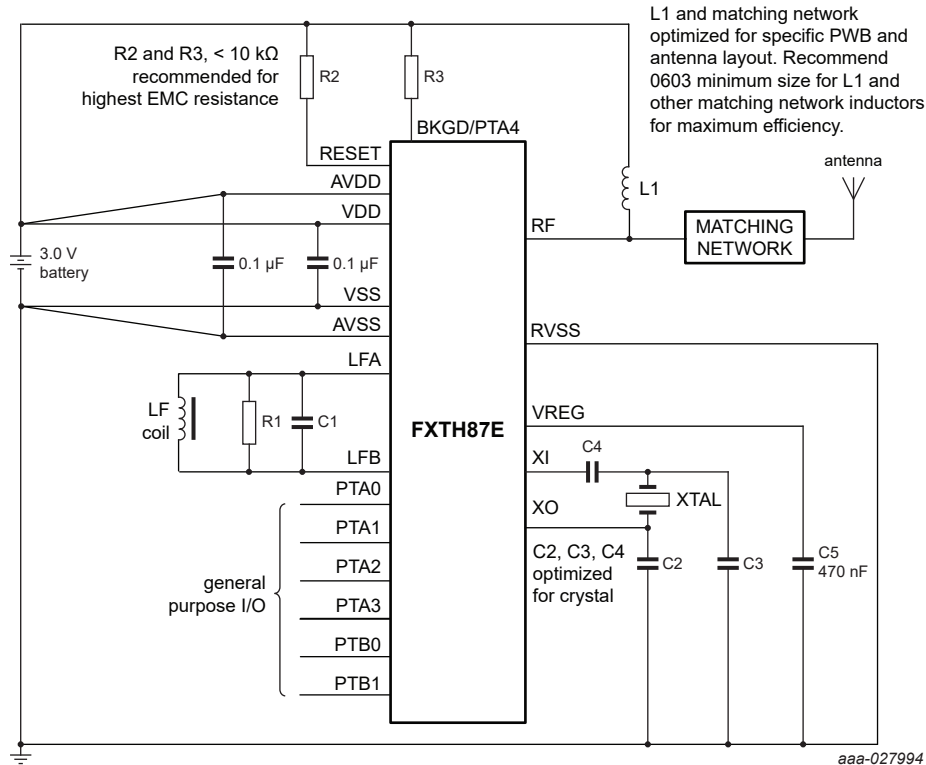 L1 and matching network
optimized for specific PWB and
antenna layout. Recommend
0603 minimum size for L1 and
other matching network inductors
for maximum efficiency.
R2 and R3, < 10 kΩ
recommended for
highest EMC resistance
R2
R3
BKGD/PTA4
RESET
AVDD
VDD
3.0 V
battery
0.1 µF
0.1 µF
VSS
AVSS
LFA
LF
coil
R1
C1
LFB
PTA0
PTA1
PTA2
PTA3
PTB0
PTB1
general
purpose I/O
FXTH87E
antenna
L1
RF
MATCHING
NETWORK
RVSS
VREG
C4
XI
XTAL
XO
C2, C3, C4
optimized
for crystal
C2
C3
C5
470 nF
aaa-027994